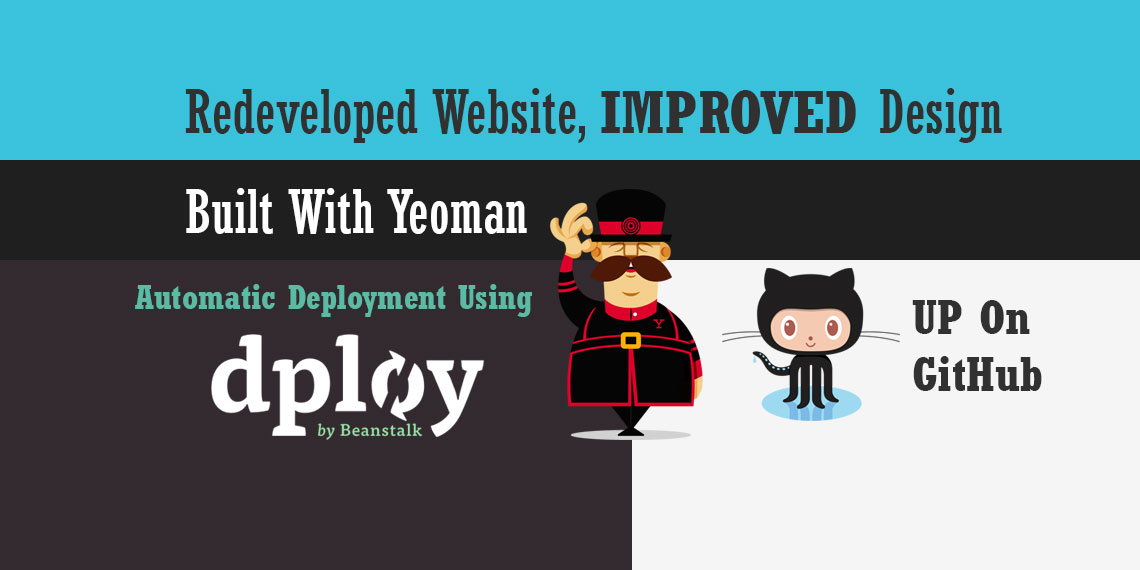 Redeveloped Website, IMPROVED Design
Built With Yeoman
Automatic Deployment Using
dploy
by Beanstalk
Y
UP On
GitHub